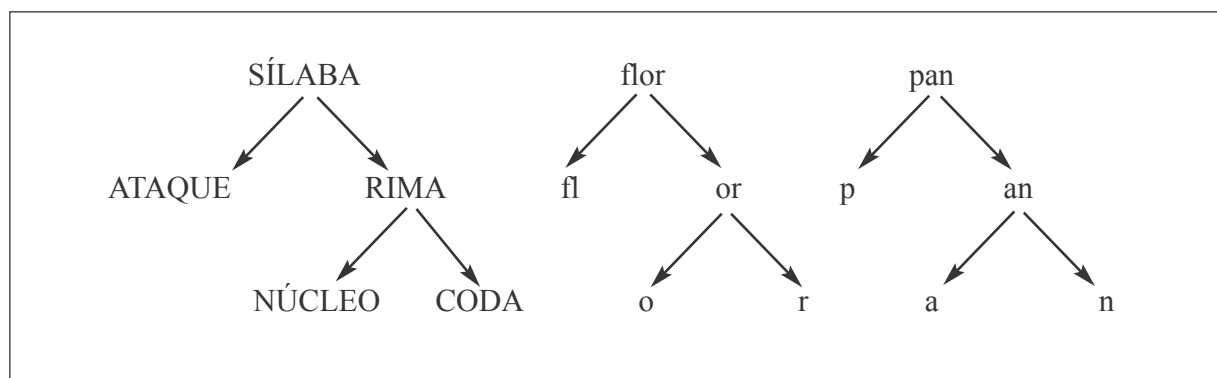 SÍLABA flor pan
ATAQUE RIMA fl or p an
NÚCLEO CODA o r a n